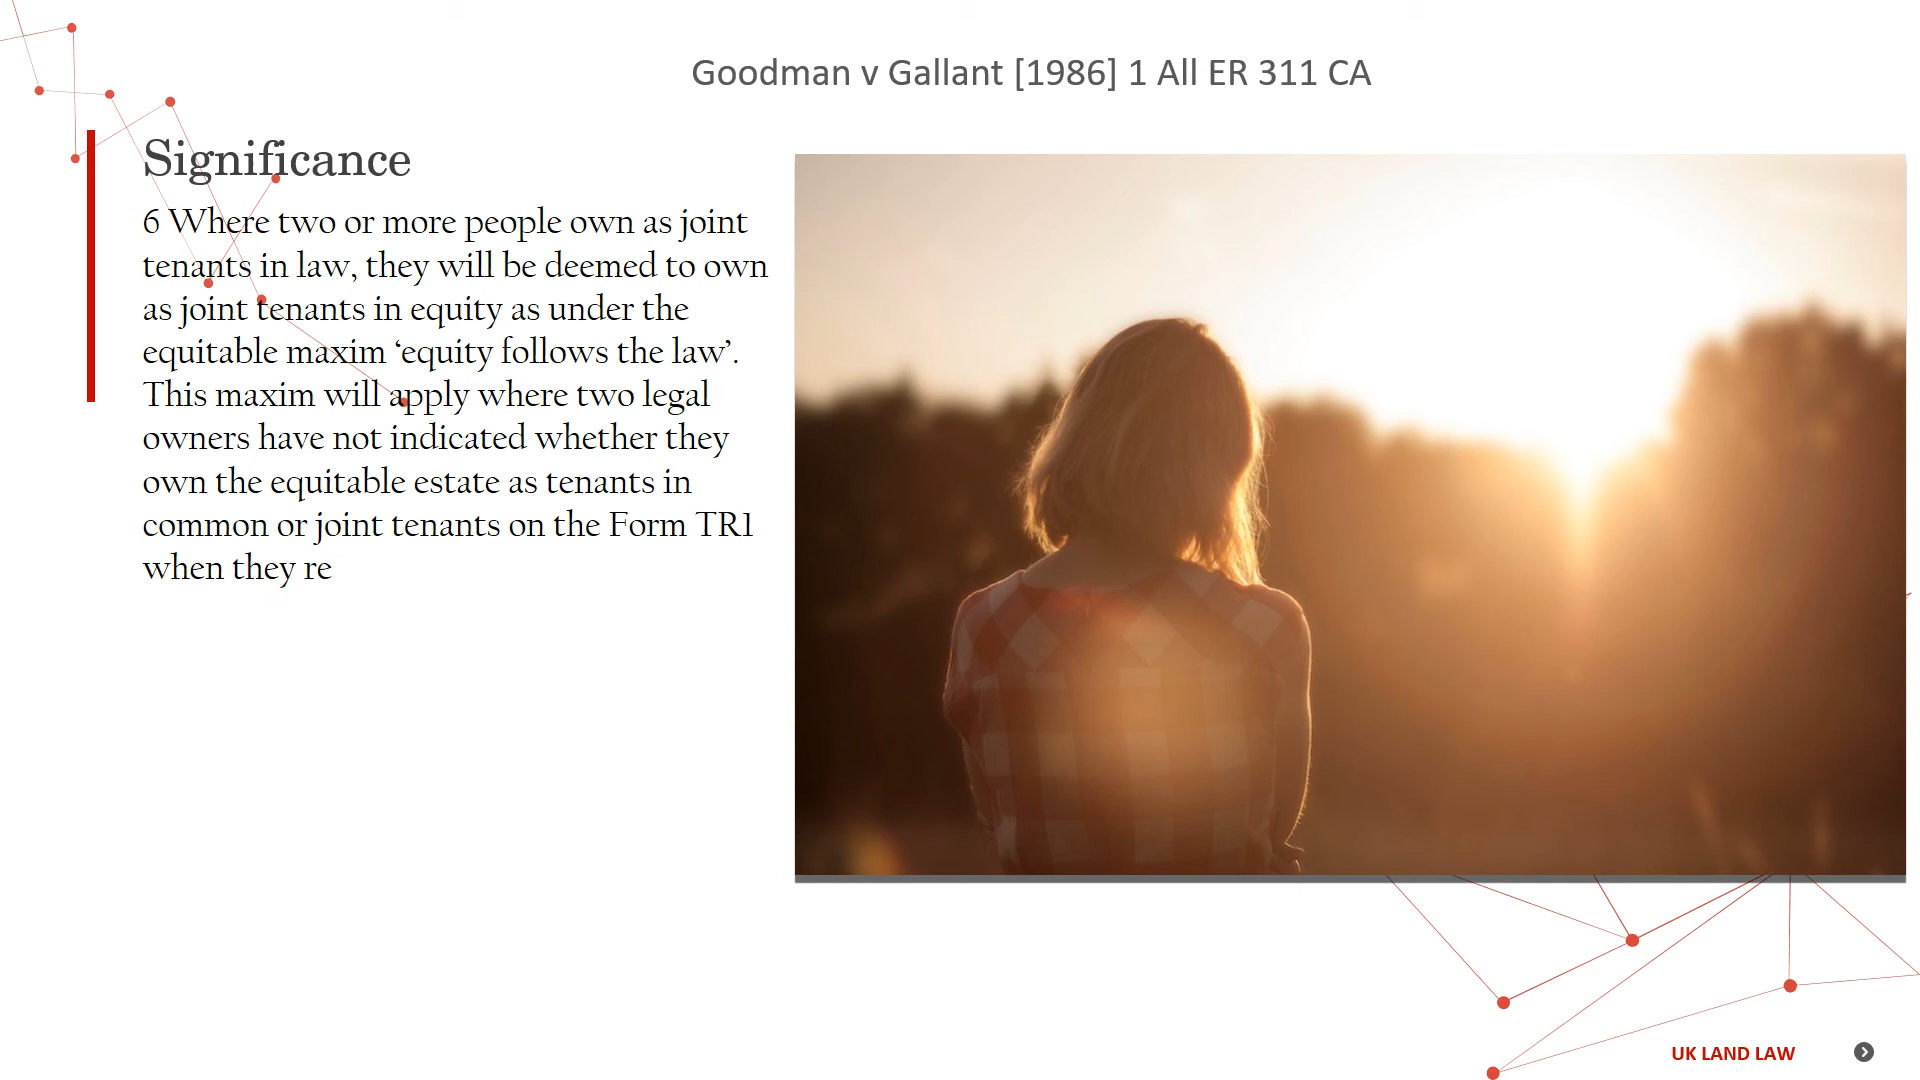 Goodman v Gallant [1986] 1 All ER 311 CA
Significance
6 Where two or more people own as joint
tenants in law, they will be deemed to own
as joint tenants in equity as under the
equitable maxim ‘equity follows the law’.
This maxim will apply where two legal
owners have not indicated whether they
own the equitable estate as tenants in
common or joint tenants on the Form TR1
when they re
UK LAND LAW